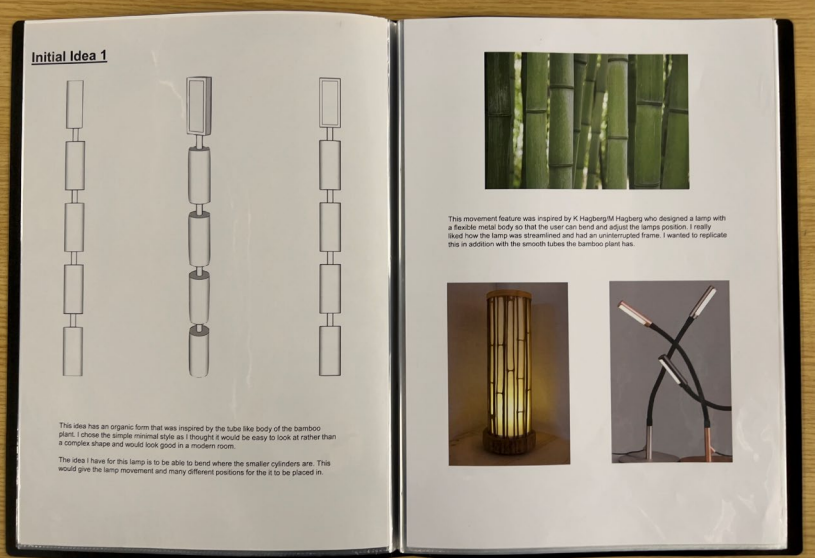 Initial Idea 1
This idea has an organic form that was inspired by the tube like body of the bamboo
plant. I chose the simple minimal style as I thought it would be easy to look at rather than
a complex shape and would look good in a modern room.
The idea I have for this lamp is to be able to bend where the smaller cylinders are. This
would give the lamp movement and many different positions for the it to be placed in.
This movement feature was inspired by K Hagberg/M Hagberg who designed a lamp with
a flexible metal body so that the user can bend and adjust the lamps position. I really
liked how the lamp was streamlined and had an uninterrupted frame. I wanted to replicate
this in addition with the smooth tubes the bamboo plant has.